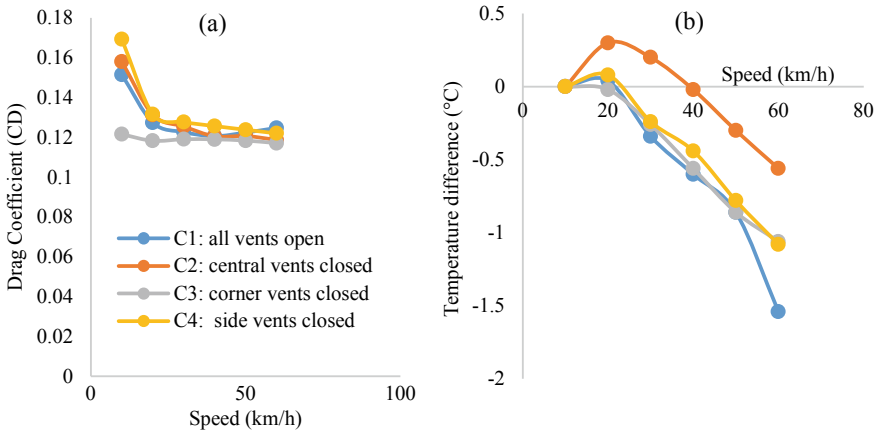 (a)
0.18
0.16
0.14
0.12
0.1
0.08
0.06
0.04
0.02
0
Drag Coefficient (CD)
C1: all vents open
C2: central vents closed
C3: corner vents closed
C4: side vents closed
0
50
100
Speed (km/h)
(b)
0.5
0
-0.5
-1
-1.5
-2
Temperature difference (°C)
Speed (km/h)
0
20
40
60
80